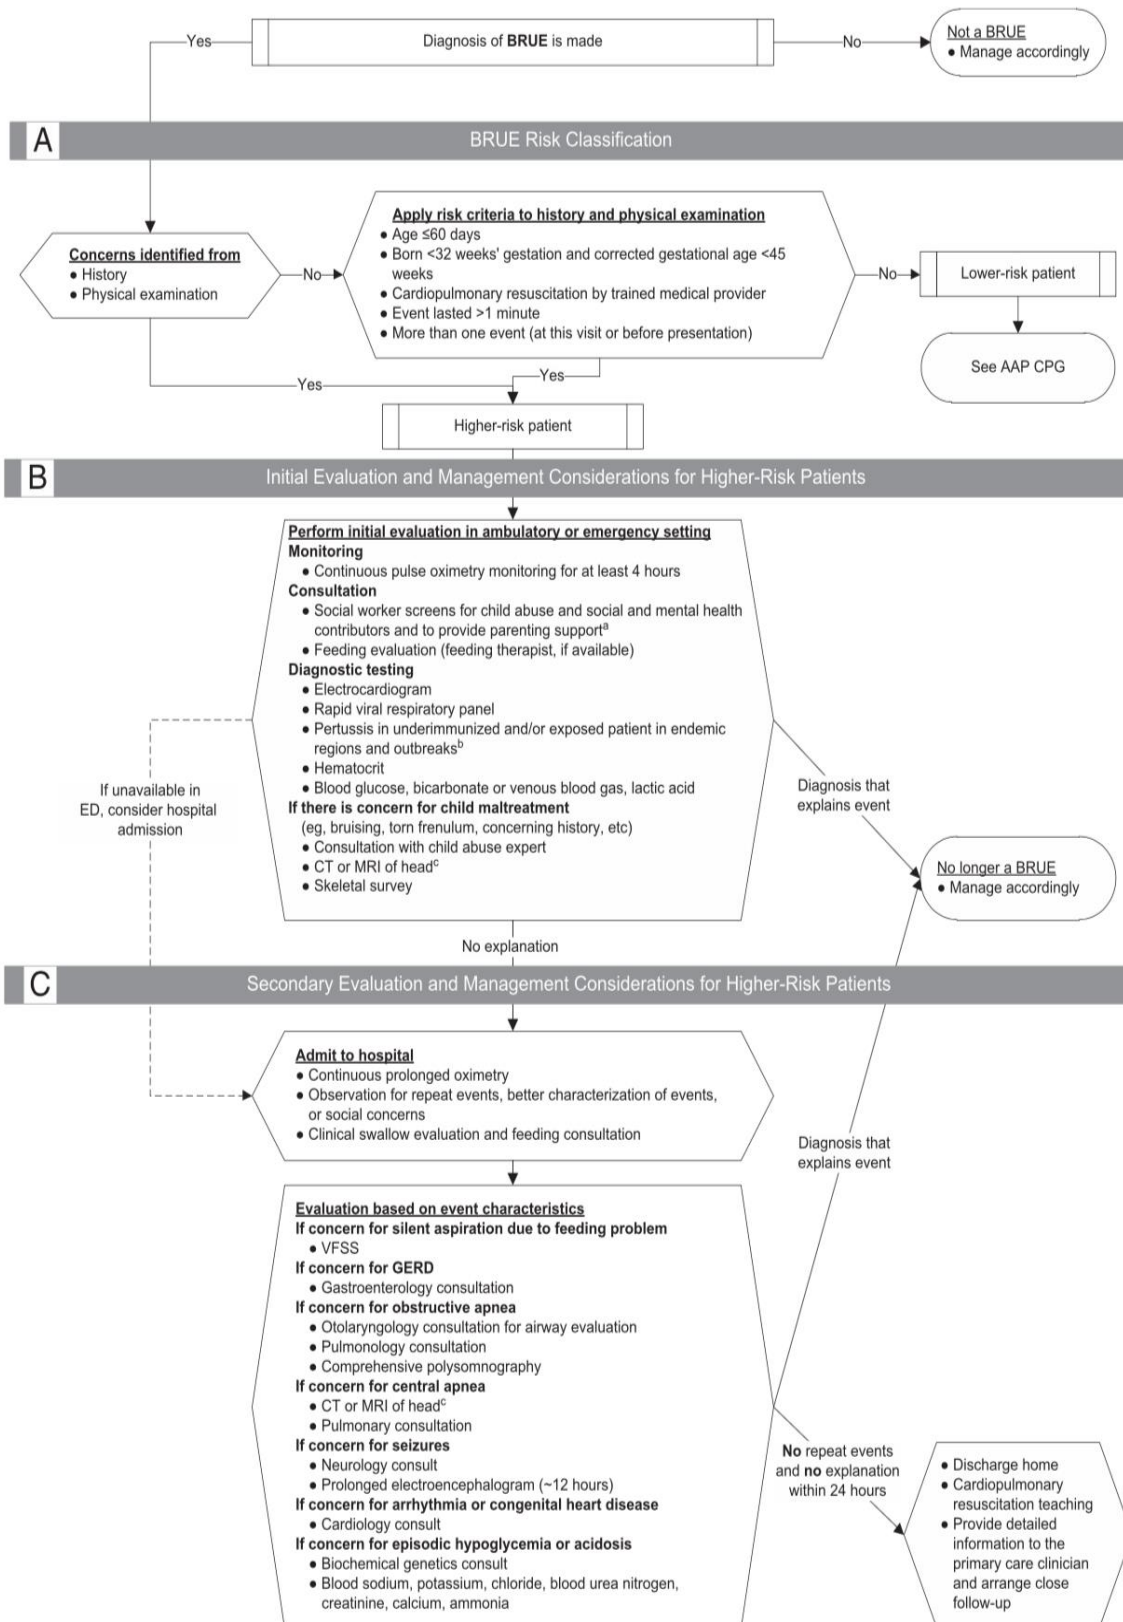 Yes
Diagnosis of BRUE is made
No
Not a BRUE
● Manage accordingly
A
BRUE Risk Classification
Concerns identified from
● History
● Physical examination
No
Apply risk criteria to history and physical examination
● Age ≤60 days
● Born <32 weeks' gestation and corrected gestational age <45
weeks
● Cardiopulmonary resuscitation by trained medical provider
● Event lasted >1 minute
● More than one event (at this visit or before presentation)
No
Lower-risk patient
See AAP CPG
Yes
Yes
Higher-risk patient
B
Initial Evaluation and Management Considerations for Higher-Risk Patients
Perform initial evaluation in ambulatory or emergency setting
Monitoring
● Continuous pulse oximetry monitoring for at least 4 hours
Consultation
● Social worker screens for child abuse and social and mental health
contributors and to provide parenting supportᵃ
● Feeding evaluation (feeding therapist, if available)
Diagnostic testing
● Electrocardiogram
● Rapid viral respiratory panel
● Pertussis in underimmunized and/or exposed patient in endemic
regions and outbreaksᵇ
● Hematocrit
● Blood glucose, bicarbonate or venous blood gas, lactic acid
If there is concern for child maltreatment
(eg, bruising, torn frenulum, concerning history, etc)
● Consultation with child abuse expert
● CT or MRI of headᶜ
● Skeletal survey
If unavailable in
ED, consider hospital
admission
Diagnosis that
explains event
No longer a BRUE
● Manage accordingly
No explanation
C
Secondary Evaluation and Management Considerations for Higher-Risk Patients
Admit to hospital
● Continuous prolonged oximetry
● Observation for repeat events, better characterization of events,
or social concerns
● Clinical swallow evaluation and feeding consultation
Diagnosis that
explains event
Evaluation based on event characteristics
If concern for silent aspiration due to feeding problem
● VFSS
If concern for GERD
● Gastroenterology consultation
If concern for obstructive apnea
● Otolaryngology consultation for airway evaluation
● Pulmonology consultation
● Comprehensive polysomnography
If concern for central apnea
● CT or MRI of headᶜ
● Pulmonary consultation
If concern for seizures
● Neurology consult
● Prolonged electroencephalogram (~12 hours)
If concern for arrhythmia or congenital heart disease
● Cardiology consult
If concern for episodic hypoglycemia or acidosis
● Biochemical genetics consult
● Blood sodium, potassium, chloride, blood urea nitrogen,
creatinine, calcium, ammonia
No repeat events
and no explanation
within 24 hours
● Discharge home
● Cardiopulmonary
resuscitation teaching
● Provide detailed
information to the
primary care clinician
and arrange close
follow-up